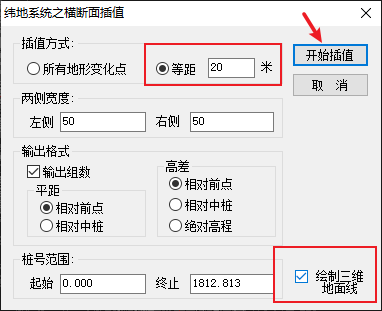 纬地系统之横断面插值
插值方式:
所有地形变化点 等距 20 米
开始插值
取 消
两侧宽度:
左侧 50 右侧 50
输出格式
输出组数
平距
相对前点
相对中桩
高差
相对前点
相对中桩
绝对高程
桩号范围:
起始 0.000 终止 1812.813
绘制三维
地面线